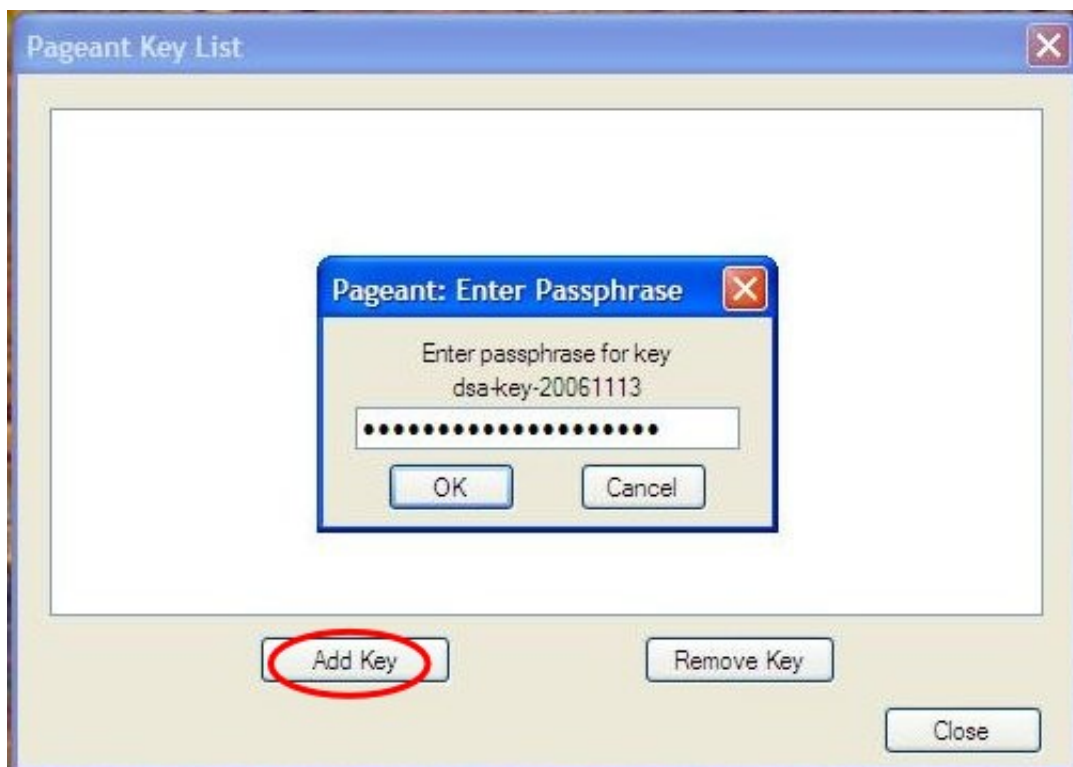 Pageant Key List
Pageant: Enter Passphrase
Enter passphrase for key
dsa-key-20061113
••••••••••••••••••••
OK Cancel
Add Key Remove Key
Close